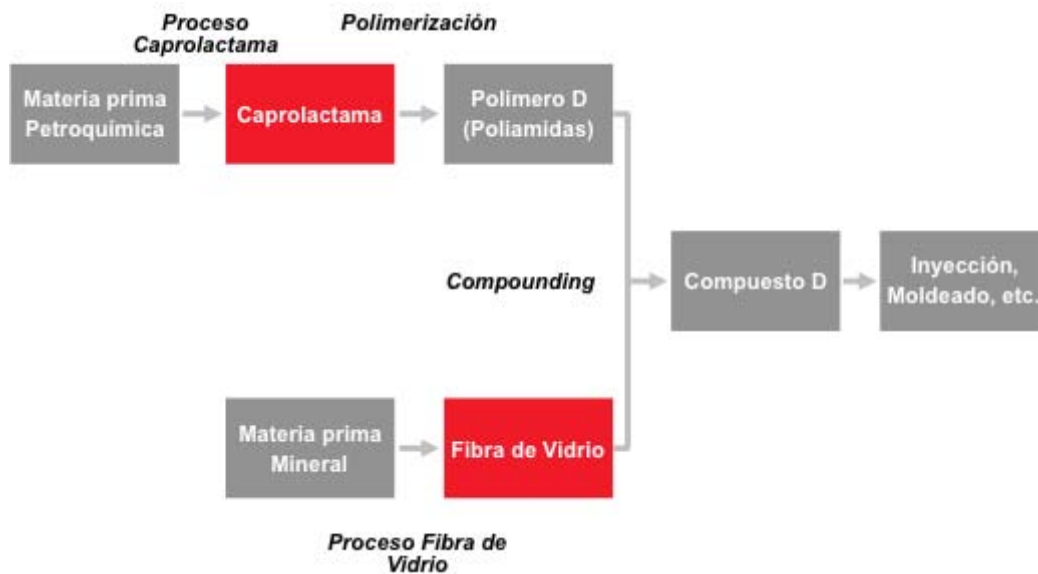 Proceso
Caprolactama
Polimerización
Materia prima
Petroquímica
Caprolactama
Polimero D
(Poliamidas)
Compounding
Compuesto D
Inyección,
Moldeado, etc.
Materia prima
Mineral
Fibra de Vidrio
Proceso Fibra de
Vidrio